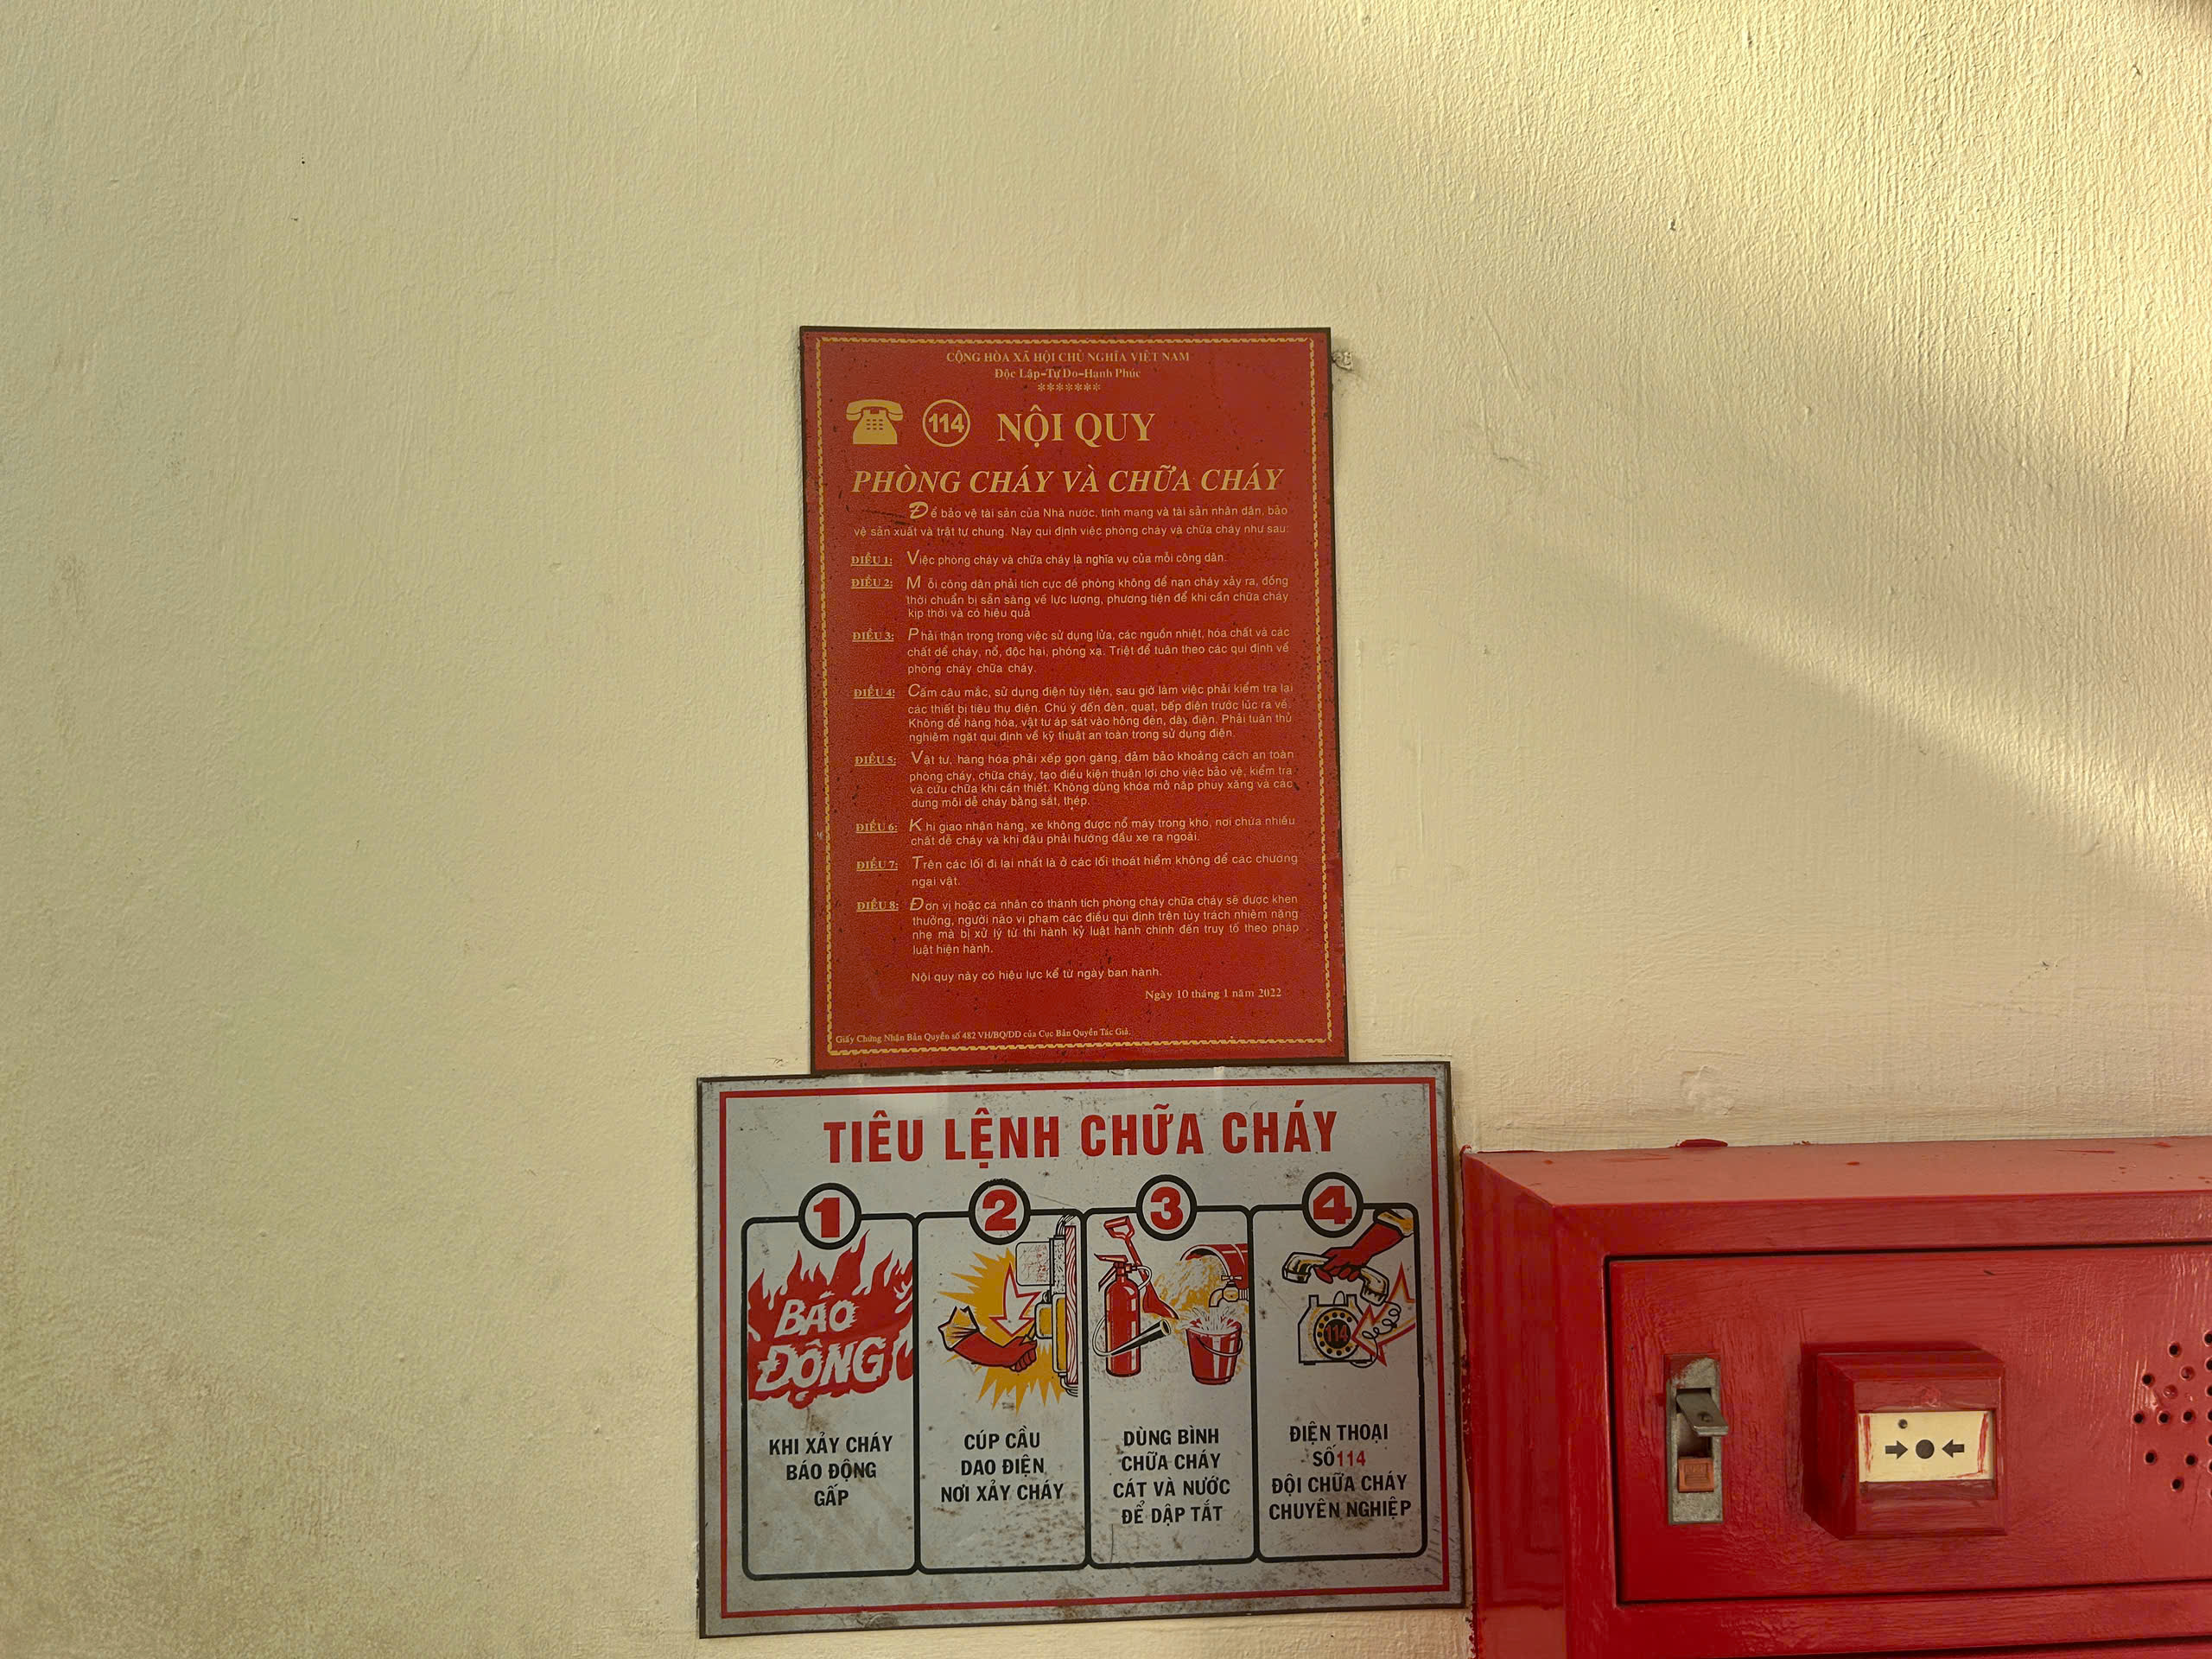 CỘNG HÒA XÃ HỘI CHỦ NGHĨA VIỆT NAM
Độc Lập-Tự Do-Hạnh Phúc
*******
114 NỘI QUY
PHÒNG CHÁY VÀ CHỮA CHÁY
Để bảo vệ tài sản của Nhà nước, tính mạng và tài sản nhân dân, bảo
vệ sản xuất và trật tự chung. Nay qui định việc phòng cháy và chữa cháy như sau:
ĐIỀU 1: Việc phòng cháy và chữa cháy là nghĩa vụ của mỗi công dân.
ĐIỀU 2: Mỗi công dân phải tích cực đề phòng không để nạn cháy xảy ra, đồng
thời chuẩn bị sẵn sàng về lực lượng, phương tiện để khi cần chữa cháy
kịp thời và có hiệu quả
ĐIỀU 3: Phải thận trọng trong việc sử dụng lửa, các nguồn nhiệt, hóa chất và các
chất dể cháy, nổ, độc hại, phóng xạ. Triệt để tuân theo các qui định về
phòng cháy chữa cháy.
ĐIỀU 4: Cấm câu mắc, sử dụng điện tùy tiện, sau giờ làm việc phải kiểm tra lại
các thiết bị tiêu thụ điện. Chú ý đến đèn, quạt, bếp điện trước lúc ra về.
Không để hàng hóa, vật tư áp sát vào hông đèn, dây điện. Phải tuân thủ
nghiêm ngặt qui định về kỹ thuật an toàn trong sử dụng điện.
ĐIỀU 5: Vật tư, hàng hóa phải xếp gọn gàng, đảm bảo khoảng cách an toàn
phòng cháy, chữa cháy, tạo điều kiện thuận lợi cho việc bảo vệ, kiểm tra
và cứu chữa khi cần thiết. Không dùng khóa mở nắp phuy xăng và các
dung môi dễ cháy bằng sắt, thép.
ĐIỀU 6: Khi giao nhận hàng, xe không được nổ máy trong kho, nơi chứa nhiều
chất dễ cháy và khi đậu phải hướng đầu xe ra ngoài.
ĐIỀU 7: Trên các lối đi lại nhất là ở các lối thoát hiểm không để các chướng
ngại vật.
ĐIỀU 8: Đơn vị hoặc cá nhân có thành tích phòng cháy chữa cháy sẽ được khen
thưởng, người nào vi phạm các điều qui định trên tùy trách nhiệm nặng
nhẹ mà bị xử lý từ thi hành kỷ luật hành chính đến truy tố theo pháp
luật hiện hành.
Nội quy này có hiệu lực kể từ ngày ban hành.
Ngày 10 tháng 1 năm 2022
Giấy Chứng Nhận Bản Quyền số 482 VH/BQ/DD của Cục Bản Quyền Tác Giả.
TIÊU LỆNH CHỮA CHÁY
1
BÁO
ĐỘNG
KHI XẢY CHÁY
BÁO ĐỘNG
GẤP
2
CÚP CẦU
DAO ĐIỆN
NƠI XẢY CHÁY
3
DÙNG BÌNH
CHỮA CHÁY
CÁT VÀ NƯỚC
ĐỂ DẬP TẮT
4
114
ĐIỆN THOẠI
SỐ114
ĐỘI CHỮA CHÁY
CHUYÊN NGHIỆP